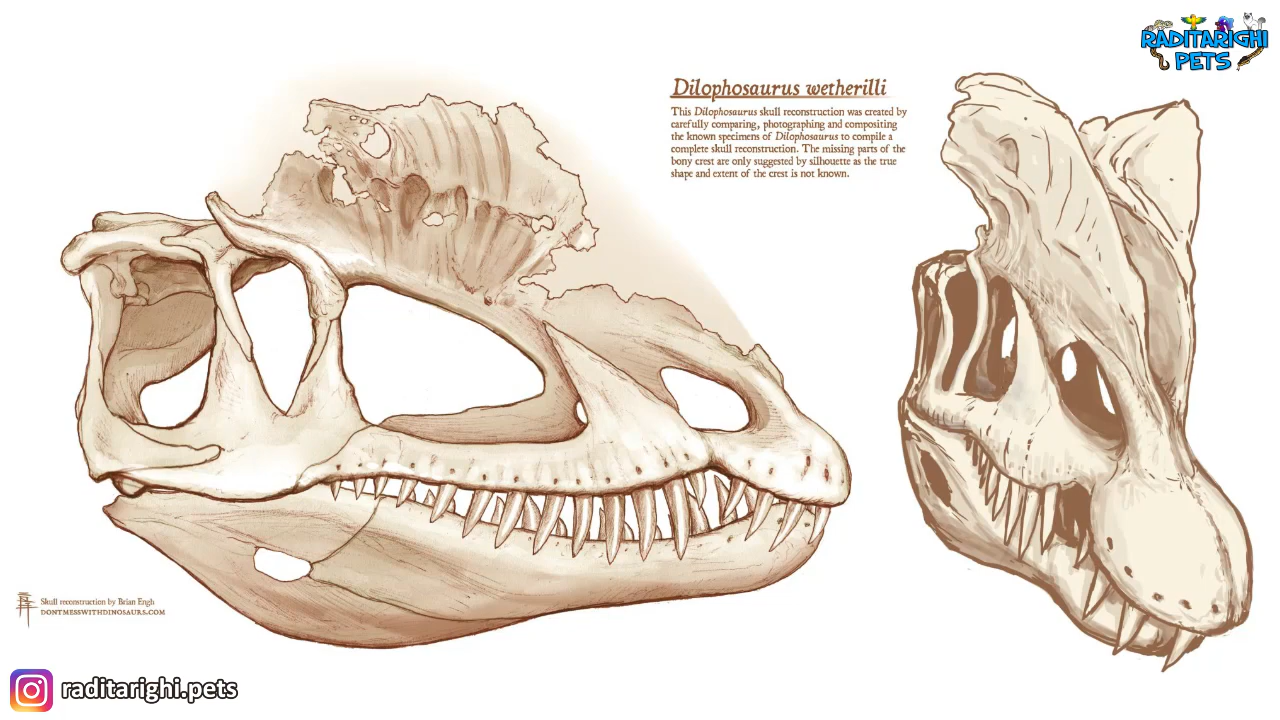 RADITARIGHI
PETS
Dilophosaurus wetherilli
This Dilophosaurus skull reconstruction was created by
carefully comparing, photographing and compositing
the known specimens of Dilophosaurus to compile a
complete skull reconstruction. The missing parts of the
bony crest are only suggested by silhouette as the true
shape and extent of the crest is not known.
Skull reconstruction by Brian Engh
DONTMESSWITHDINOSAURS.COM
raditarighi.pets